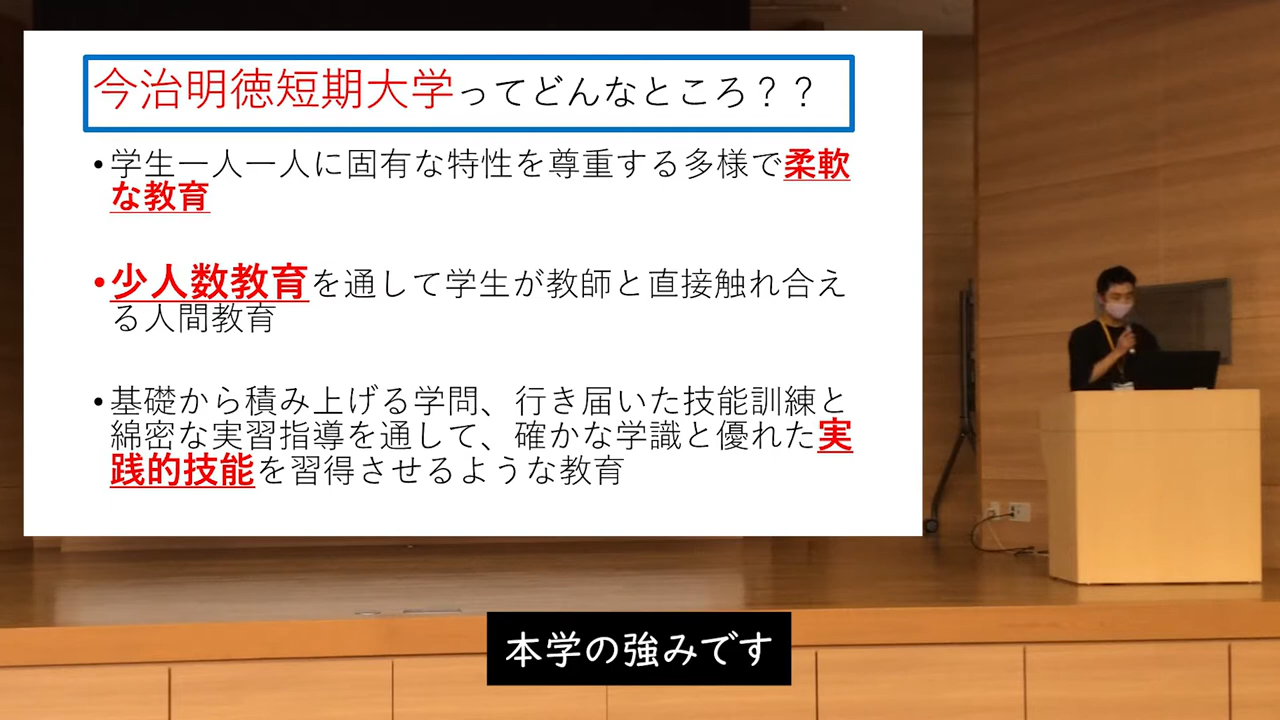 今治明徳短期大学ってどんなところ？？
•学生一人一人に固有な特性を尊重する多様で柔軟
な教育
•少人数教育を通して学生が教師と直接触れ合え
る人間教育
•基礎から積み上げる学問、行き届いた技能訓練と
綿密な実習指導を通して、確かな学識と優れた実
践的技能を習得させるような教育
本学の強みです